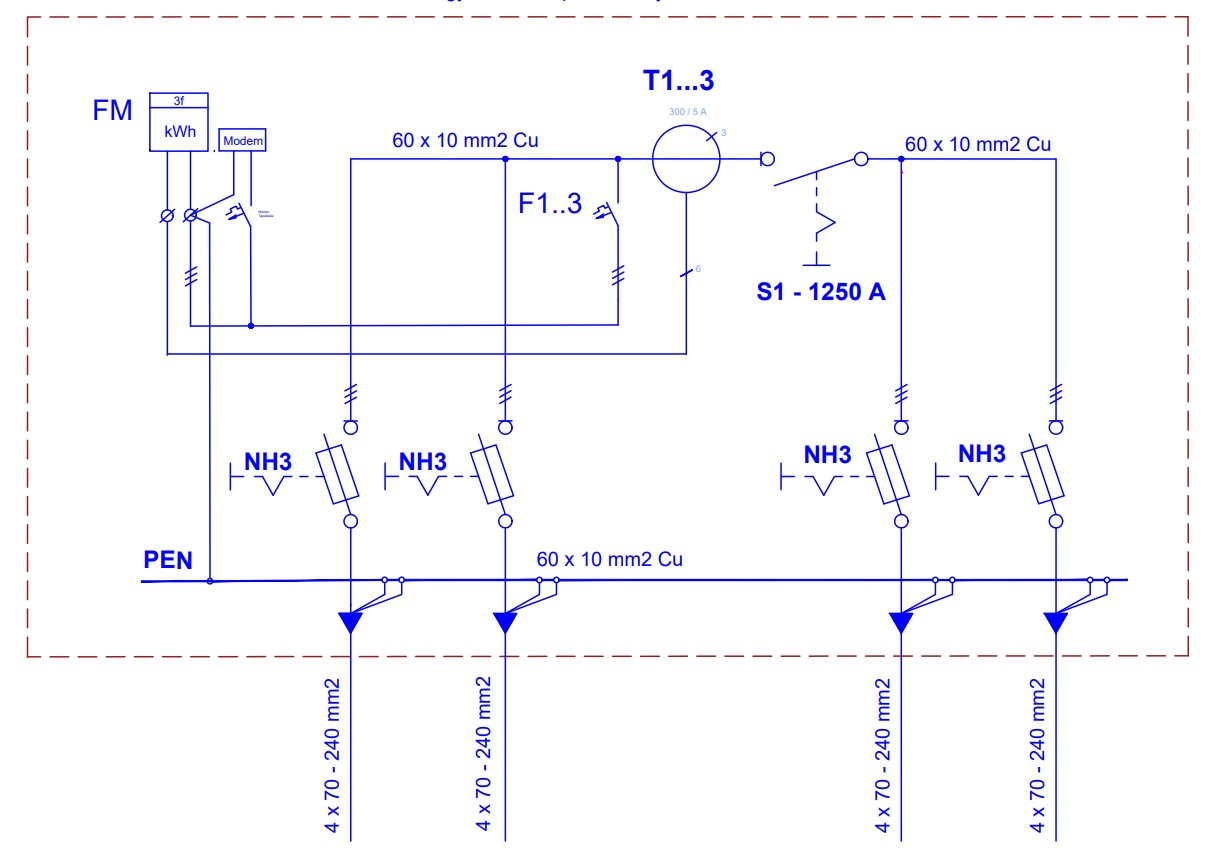 T1...3
300 / 5 A
3
FM
3f
kWh
Modem
60 x 10 mm2 Cu
60 x 10 mm2 Cu
F1..3
6
S1 - 1250 A
NH3
NH3
NH3
NH3
PEN
60 x 10 mm2 Cu
4 x 70 - 240 mm2
4 x 70 - 240 mm2
4 x 70 - 240 mm2
4 x 70 - 240 mm2